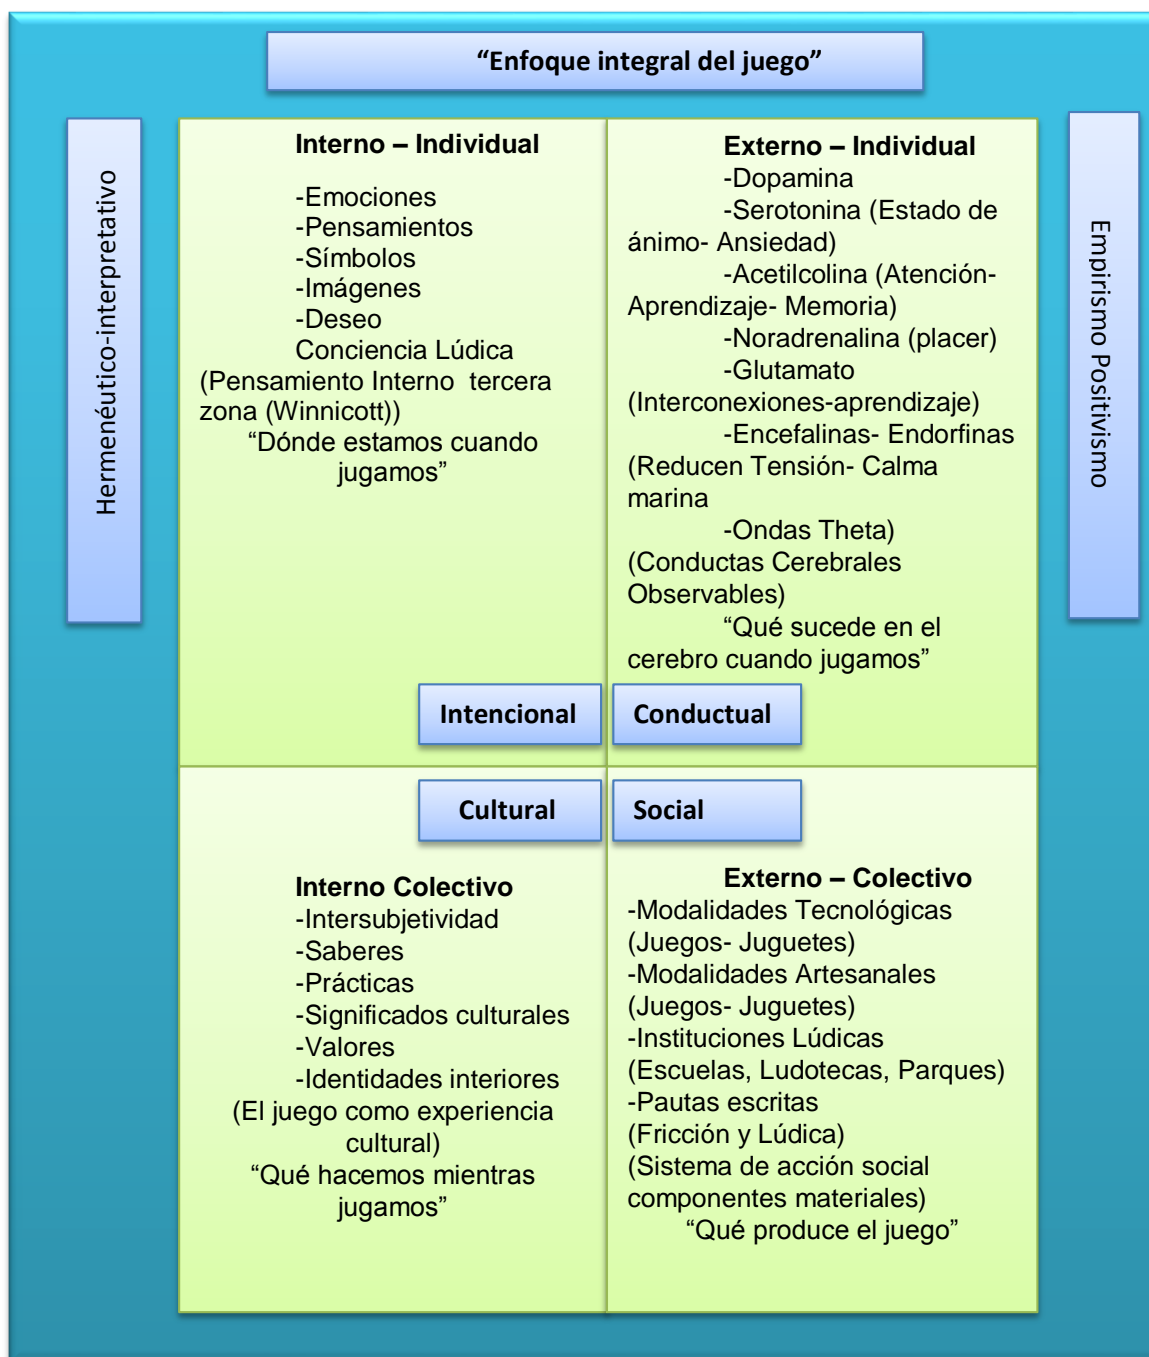 “Enfoque integral del juego”
Hermenéutico-interpretativo
Interno – Individual
-Emociones
-Pensamientos
-Símbolos
-Imágenes
-Deseo
Conciencia Lúdica
(Pensamiento Interno tercera
zona (Winnicott))
“Dónde estamos cuando
jugamos”
Intencional
Externo – Individual
-Dopamina
-Serotonina (Estado de
ánimo- Ansiedad)
-Acetilcolina (Atención-
Aprendizaje- Memoria)
-Noradrenalina (placer)
-Glutamato
(Interconexiones-aprendizaje)
-Encefalinas- Endorfinas
(Reducen Tensión- Calma
marina
-Ondas Theta)
(Conductas Cerebrales
Observables)
“Qué sucede en el
cerebro cuando jugamos”
Conductual
Empirismo Positivismo
Cultural
Interno Colectivo
-Intersubjetividad
-Saberes
-Prácticas
-Significados culturales
-Valores
-Identidades interiores
(El juego como experiencia
cultural)
“Qué hacemos mientras
jugamos”
Social
Externo – Colectivo
-Modalidades Tecnológicas
(Juegos- Juguetes)
-Modalidades Artesanales
(Juegos- Juguetes)
-Instituciones Lúdicas
(Escuelas, Ludotecas, Parques)
-Pautas escritas
(Fricción y Lúdica)
(Sistema de acción social
componentes materiales)
“Qué produce el juego”